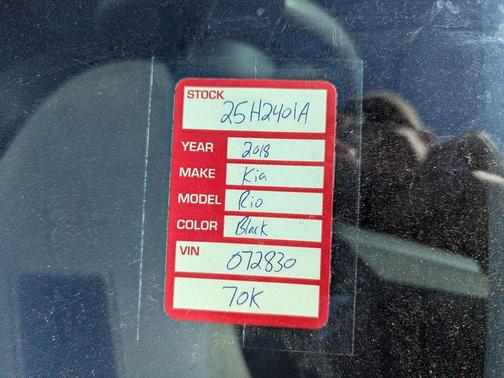 STOCK 25H2401A
YEAR 2018
MAKE Kia
MODEL Rio
COLOR Black
VIN 072830
70K